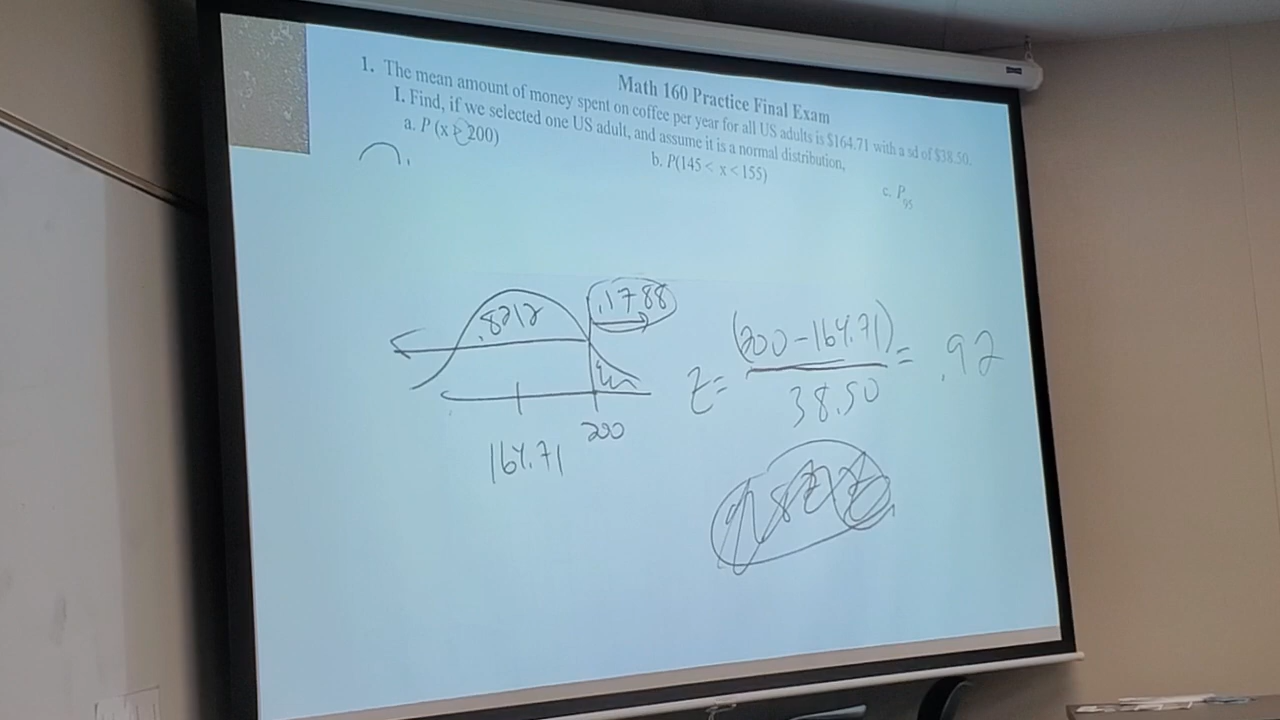 Math 160 Practice Final Exam
1. The mean amount of money spent on coffee per year for all US adults is $164.71 with a sd of $38.50.
I. Find, if we selected one US adult, and assume it is a normal distribution,
a. P (x > 200)
b. P(145 < x < 155)
c. P95
.8212
.1788
164.71
200
z = (200-164.71) / 38.50 = .92